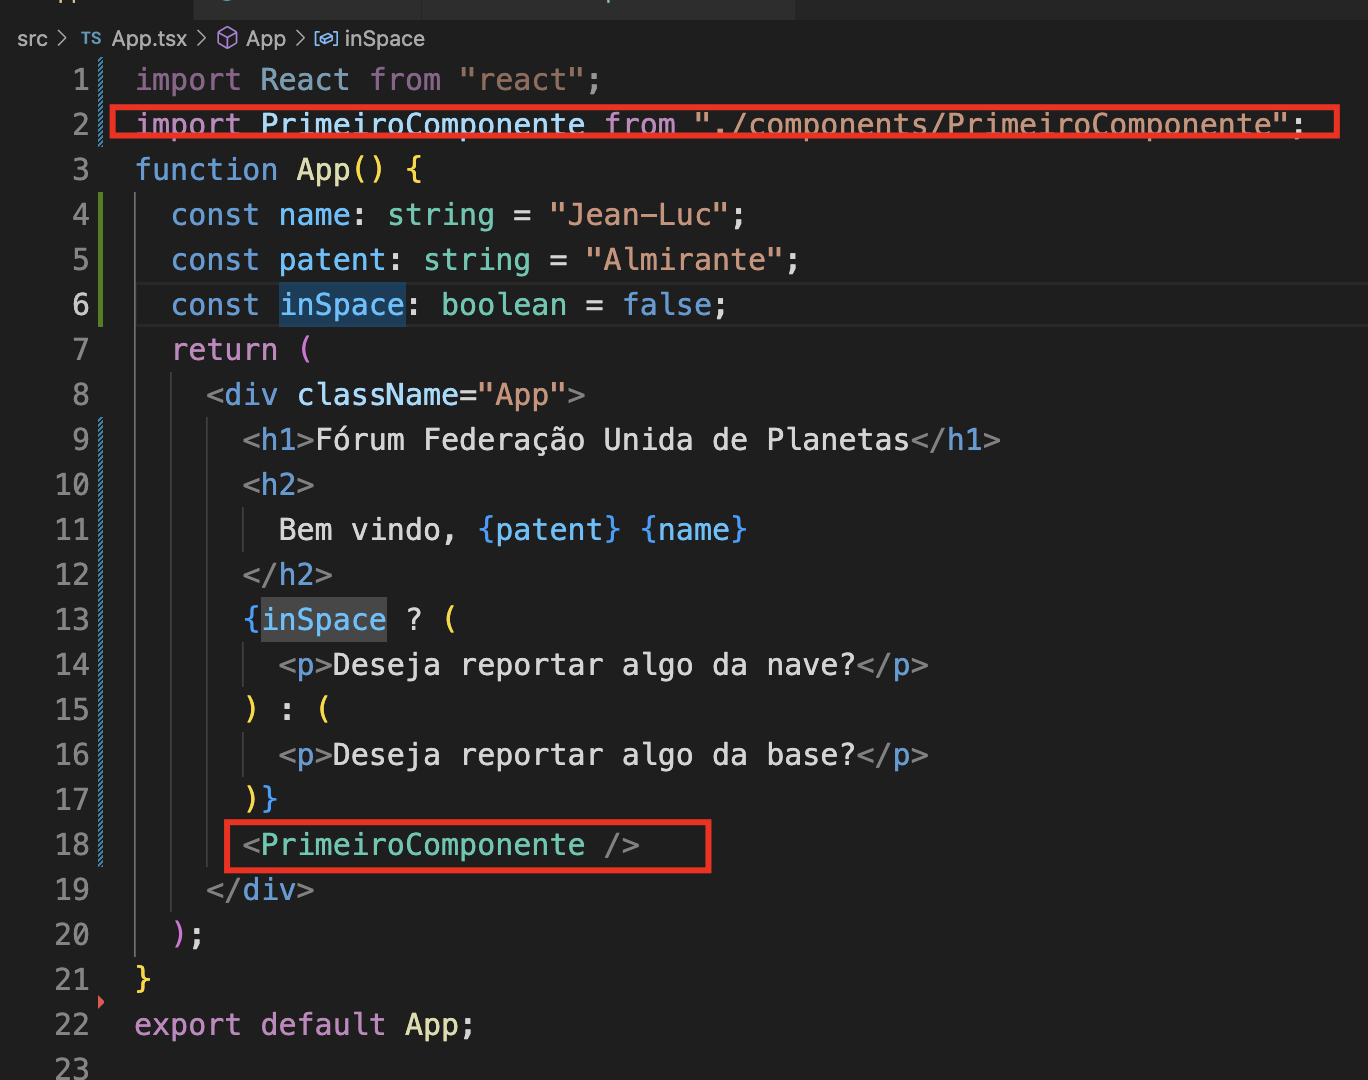 src > TS App.tsx > App > inSpace
1 import React from "react";
2 import PrimeiroComponente from "./components/PrimeiroComponente";
3 function App() {
4 const name: string = "Jean-Luc";
5 const patent: string = "Almirante";
6 const inSpace: boolean = false;
7 return (
8 <div className="App">
9 <h1>Fórum Federação Unida de Planetas</h1>
10 <h2>
11 Bem vindo, {patent} {name}
12 </h2>
13 {inSpace ? (
14 <p>Deseja reportar algo da nave?</p>
15 ) : (
16 <p>Deseja reportar algo da base?</p>
17 )}
18 <PrimeiroComponente />
19 </div>
20 );
21 }
22 export default App;
23